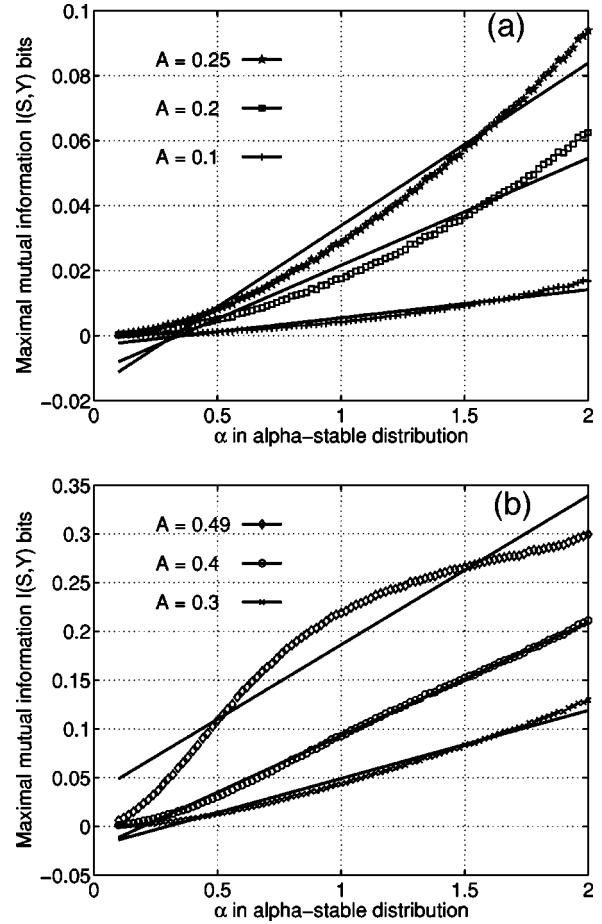 (a)
0.1
0.08
0.06
0.04
0.02
0
−0.02
Maximal mutual information I(S,Y) bits
A = 0.25
A = 0.2
A = 0.1
0 0.5 1 1.5 2
α in alpha−stable distribution
(b)
0.35
0.3
0.25
0.2
0.15
0.1
0.05
0
−0.05
Maximal mutual information I(S,Y) bits
A = 0.49
A = 0.4
A = 0.3
0 0.5 1 1.5 2
α in alpha−stable distribution